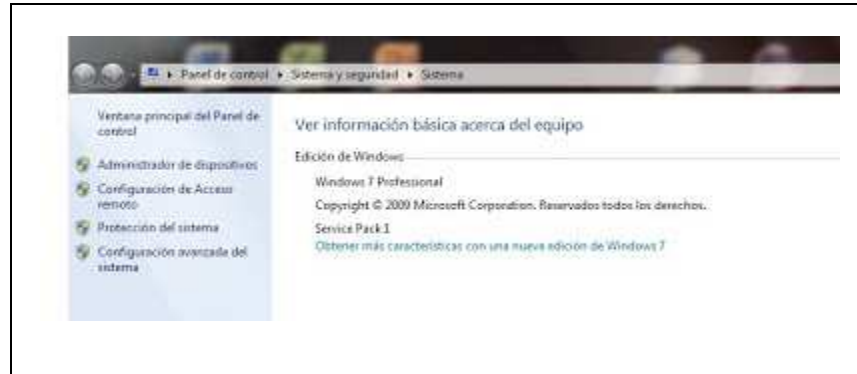 Panel de control ▸ Sistema y seguridad ▸ Sistema
Ventana principal del Panel de
control
Administrador de dispositivos
Configuración de Acceso
remoto
Protección del sistema
Configuración avanzada del
sistema
Ver información básica acerca del equipo
Edición de Windows
Windows 7 Professional
Copyright © 2009 Microsoft Corporation. Reservados todos los derechos.
Service Pack 1
Obtener más características con una nueva edición de Windows 7